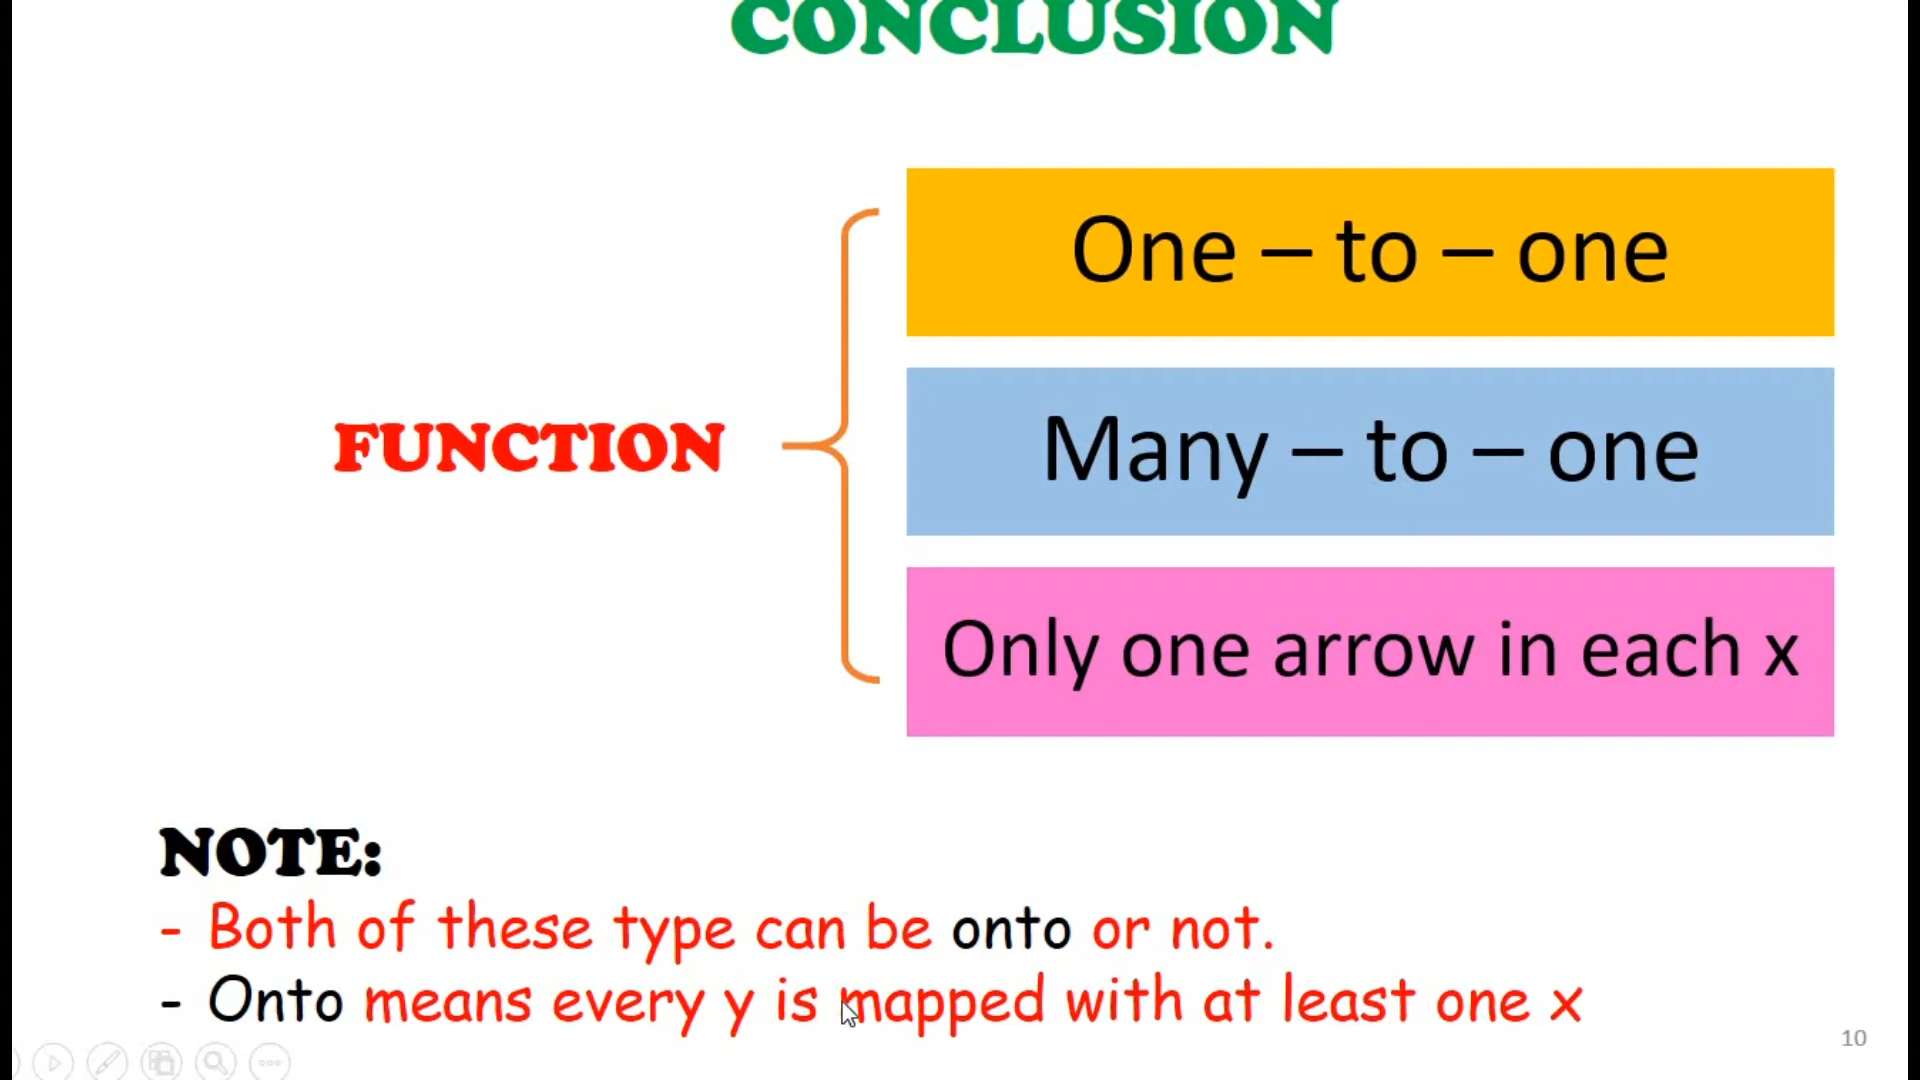 CONCLUSION
One – to – one
Many – to – one
FUNCTION
Only one arrow in each x
NOTE:
- Both of these type can be onto or not.
- Onto means every y is mapped with at least one x
10